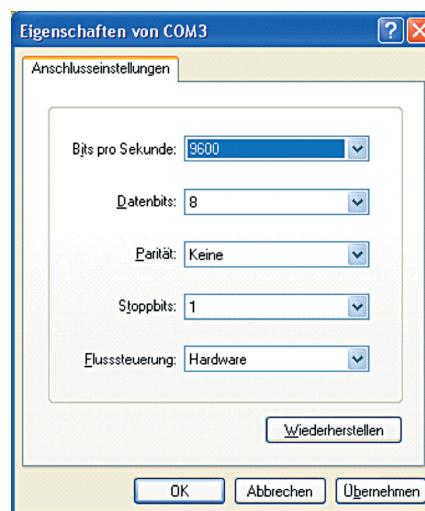 Eigenschaften von COM3
Anschlusseinstellungen
Bits pro Sekunde: 9600
Datenbits: 8
Parität: Keine
Stoppbits: 1
Flusssteuerung: Hardware
Wiederherstellen
OK Abbrechen Übernehmen